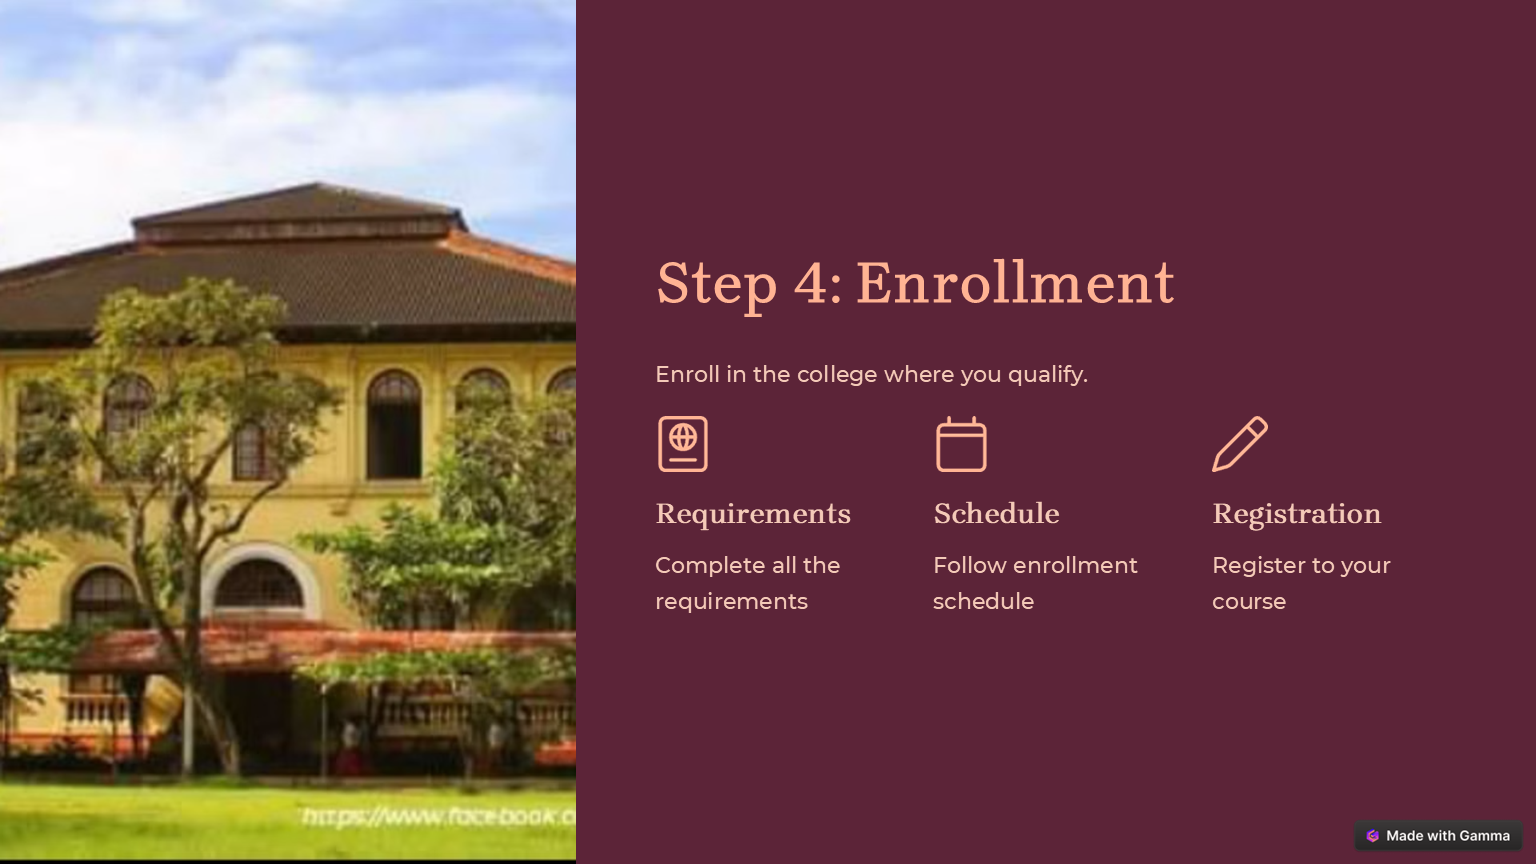 Step 4: Enrollment
Enroll in the college where you qualify.
Requirements
Complete all the
requirements
Schedule
Follow enrollment
schedule
Registration
Register to your
course
https://www.facebook.c
Made with Gamma